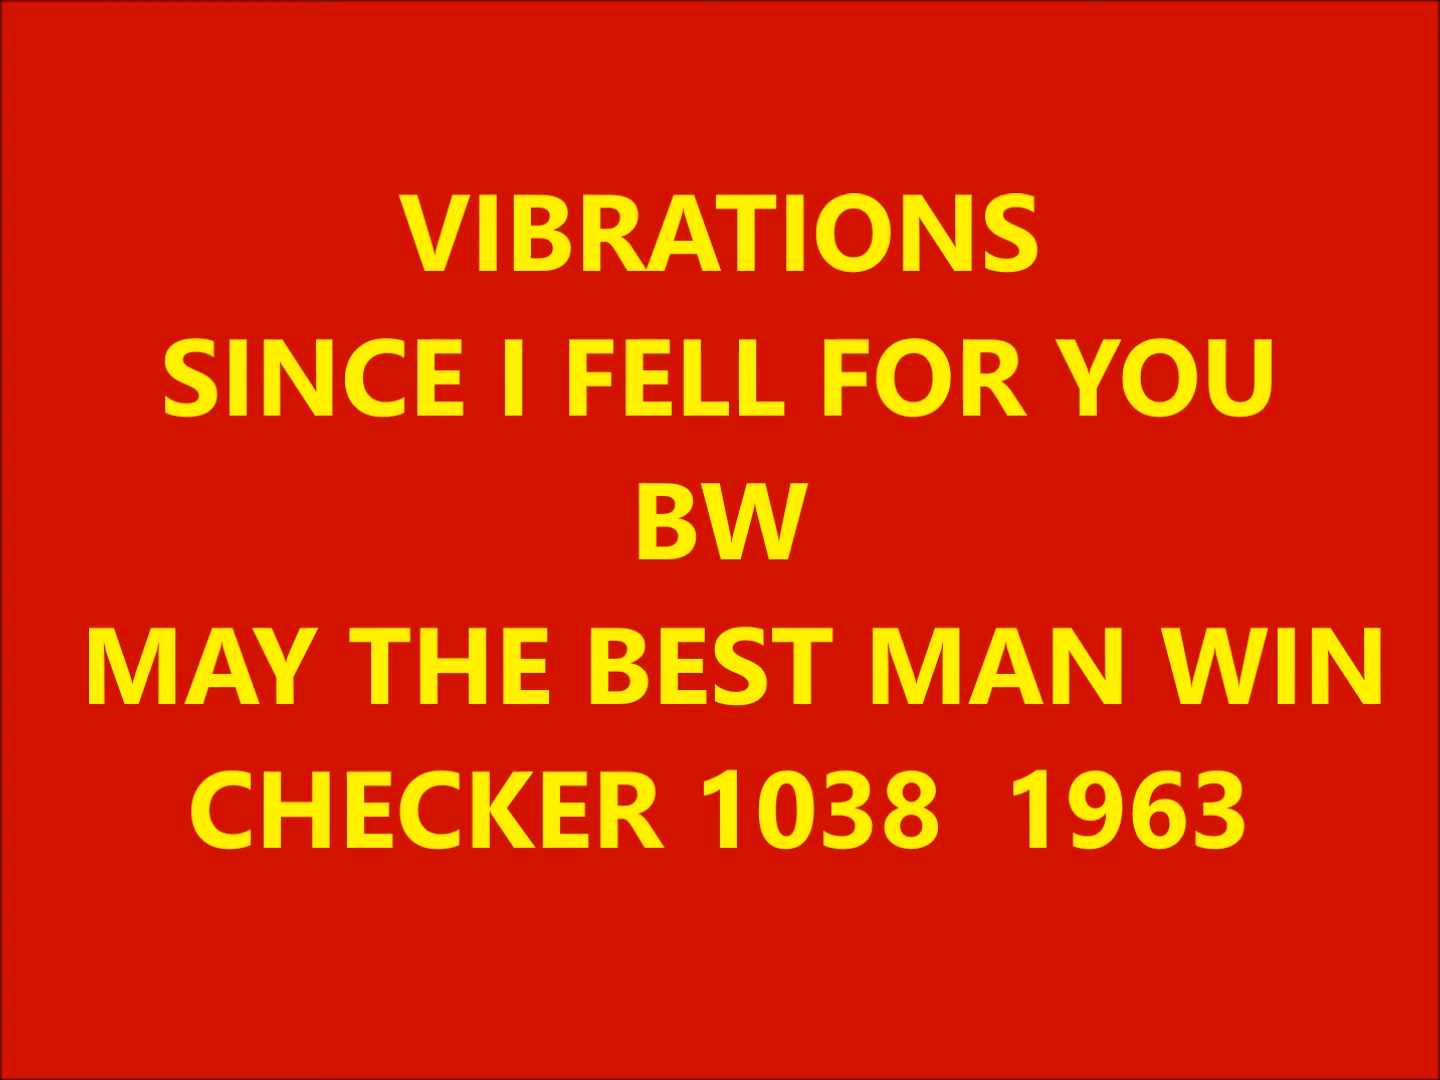 VIBRATIONS
SINCE I FELL FOR YOU
BW
MAY THE BEST MAN WIN
CHECKER 1038  1963